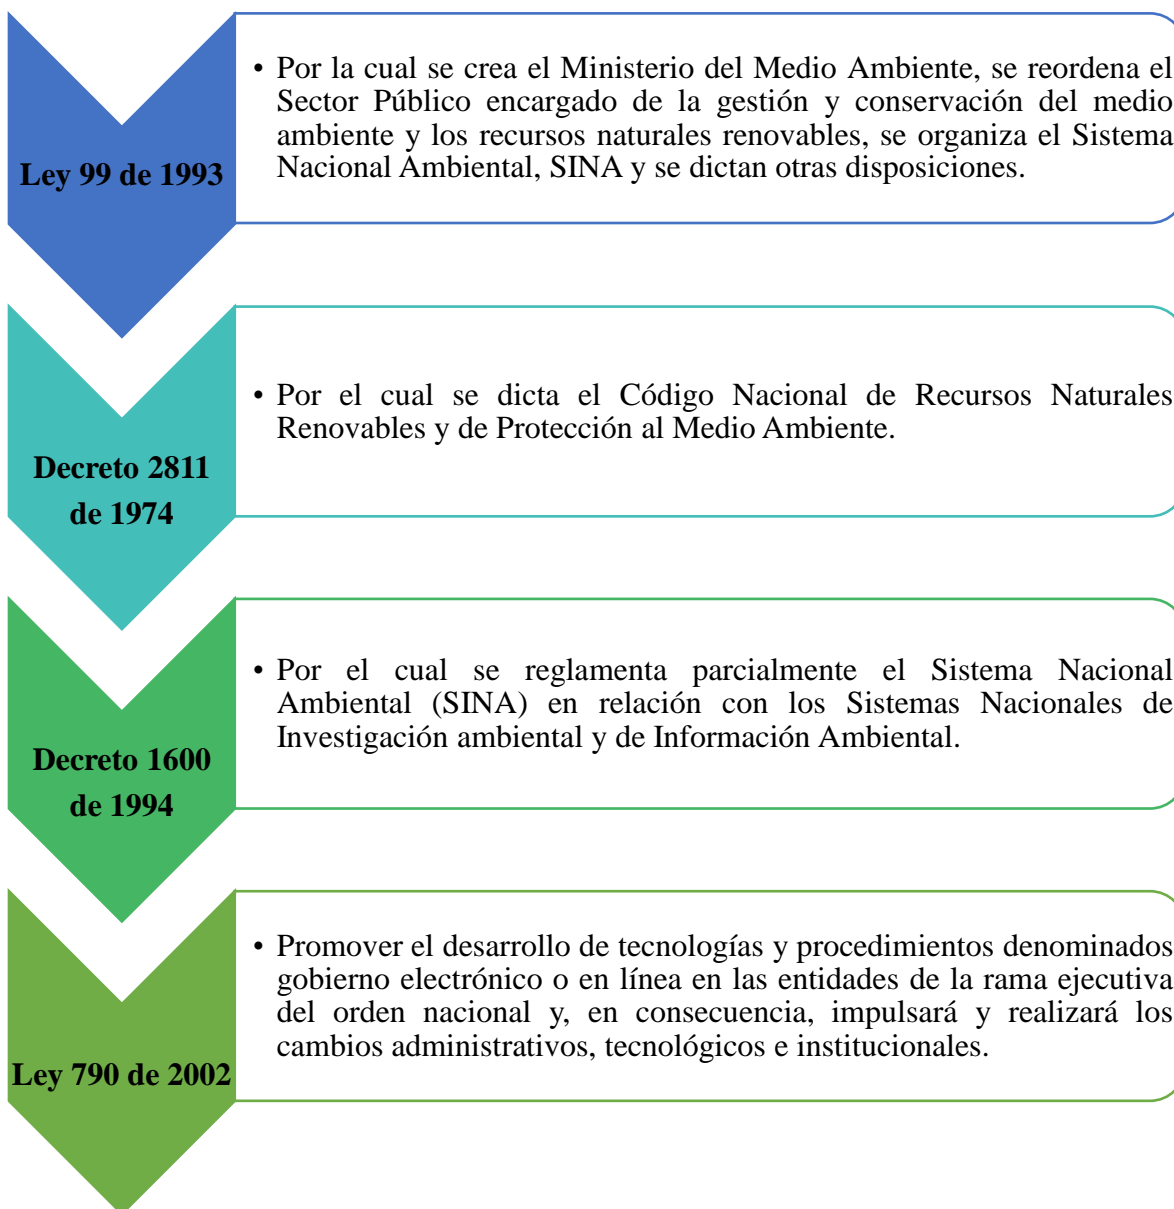 Ley 99 de 1993
• Por la cual se crea el Ministerio del Medio Ambiente, se reordena el
Sector Público encargado de la gestión y conservación del medio
ambiente y los recursos naturales renovables, se organiza el Sistema
Nacional Ambiental, SINA y se dictan otras disposiciones.
Decreto 2811
de 1974
• Por el cual se dicta el Código Nacional de Recursos Naturales
Renovables y de Protección al Medio Ambiente.
Decreto 1600
de 1994
• Por el cual se reglamenta parcialmente el Sistema Nacional
Ambiental (SINA) en relación con los Sistemas Nacionales de
Investigación ambiental y de Información Ambiental.
Ley 790 de 2002
• Promover el desarrollo de tecnologías y procedimientos denominados
gobierno electrónico o en línea en las entidades de la rama ejecutiva
del orden nacional y, en consecuencia, impulsará y realizará los
cambios administrativos, tecnológicos e institucionales.